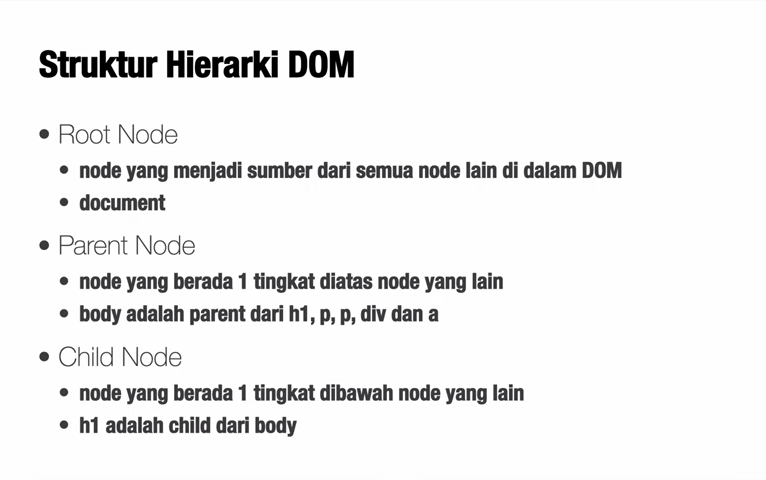 Struktur Hierarki DOM
• Root Node
• node yang menjadi sumber dari semua node lain di dalam DOM
• document
• Parent Node
• node yang berada 1 tingkat diatas node yang lain
• body adalah parent dari h1, p, p, div dan a
• Child Node
• node yang berada 1 tingkat dibawah node yang lain
• h1 adalah child dari body